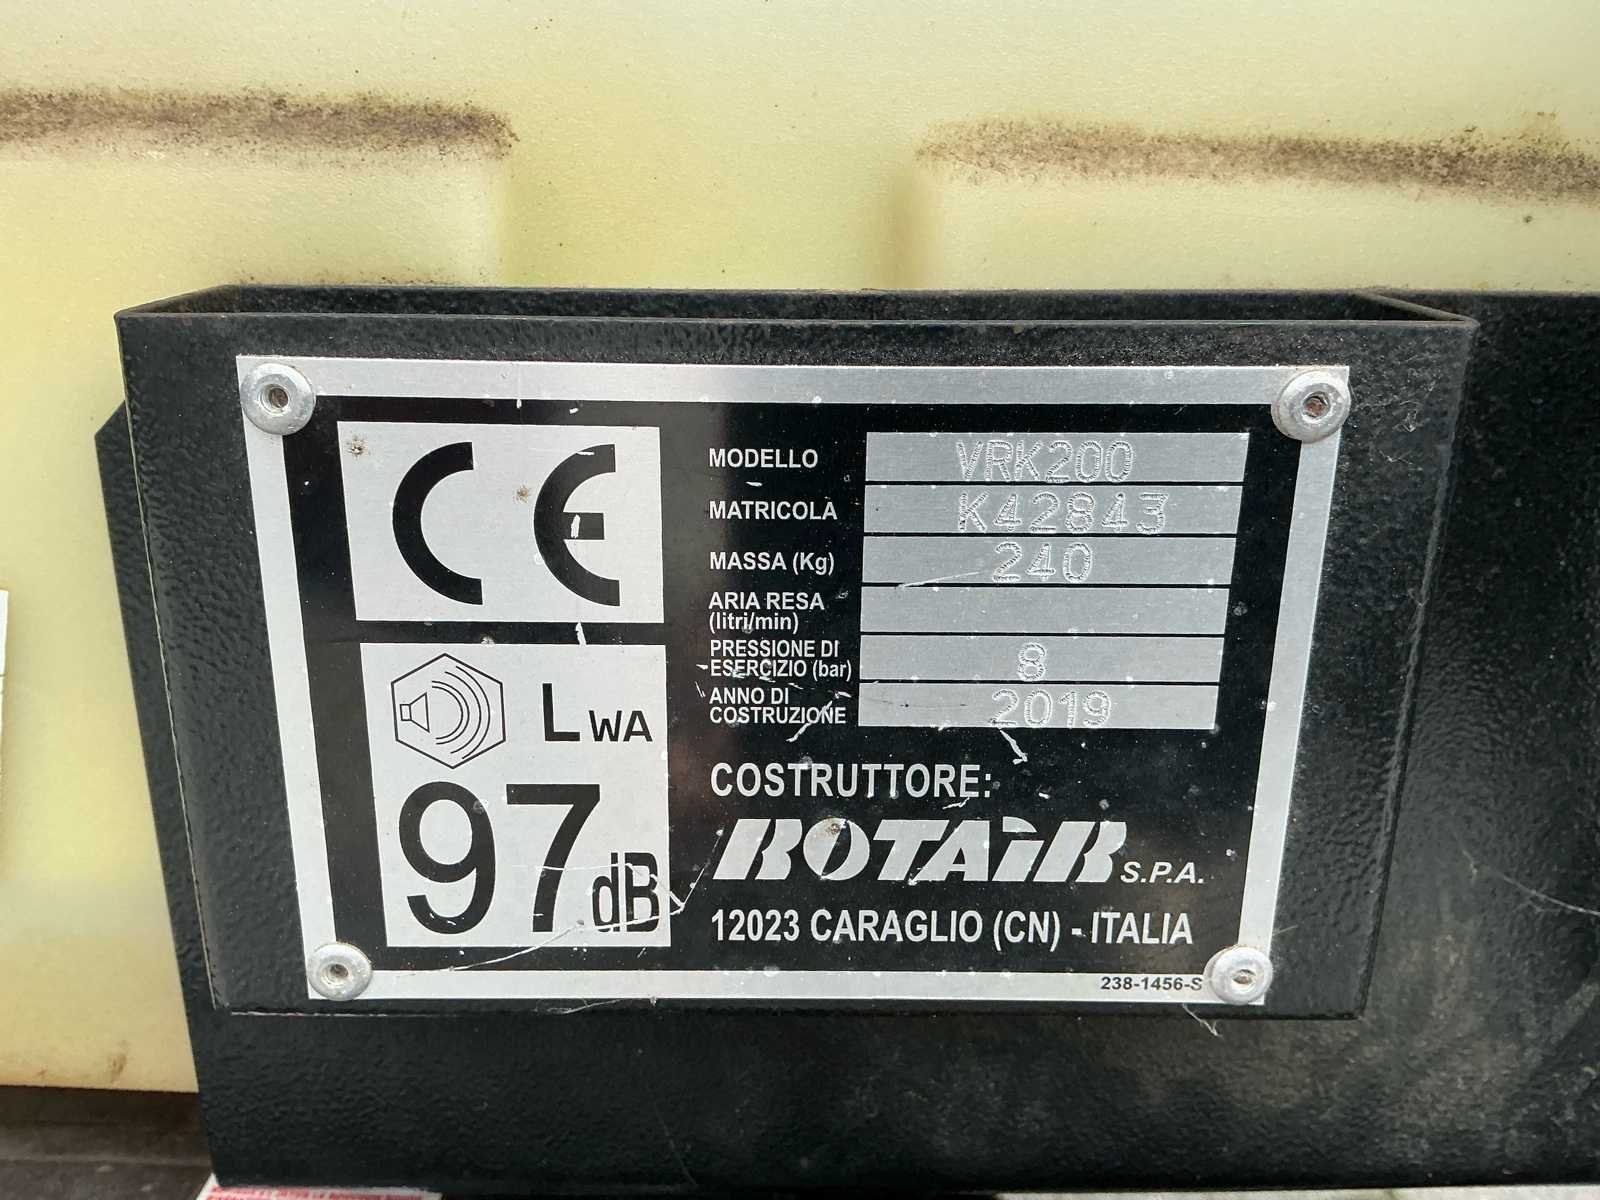 CE
LWA
97dB
MODELLO VRK200
MATRICOLA K42843
MASSA (Kg) 240
ARIA RESA
(litri/min)
PRESSIONE DI
ESERCIZIO (bar) 8
ANNO DI
COSTRUZIONE 2019
COSTRUTTORE:
ROTAIR S.P.A.
12023 CARAGLIO (CN) - ITALIA
238-1456-S